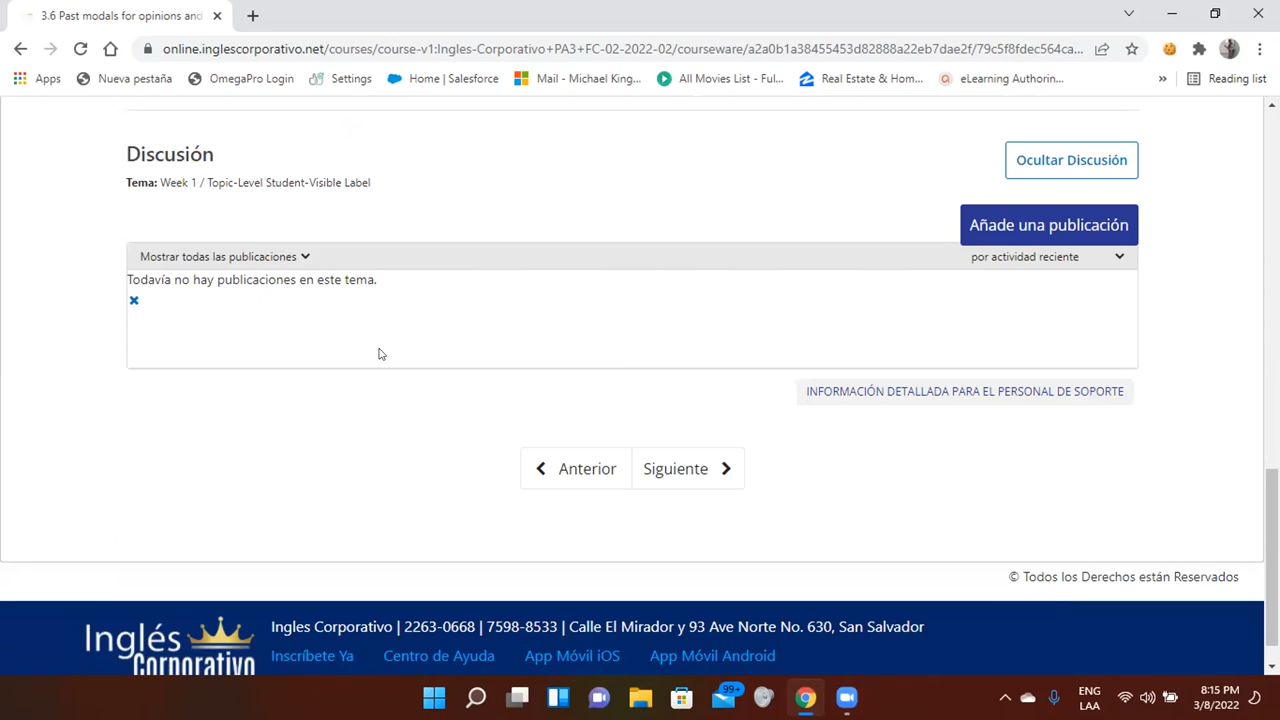 3.6 Past modals for opinions and
online.inglescorporativo.net/courses/course-v1:Ingles-Corporativo+PA3+FC-02-2022-02/courseware/a2a0b1a38455453d82888a22eb7dae2f/79c5f8fdec564ca...
Apps Nueva pestaña OmegaPro Login Settings Home | Salesforce Mail - Michael King... All Movies List - Ful... Real Estate & Hom... eLearning Authorin... » Reading list
Discusión
Ocultar Discusión
Tema: Week 1 / Topic-Level Student-Visible Label
Añade una publicación
Mostrar todas las publicaciones por actividad reciente
Todavía no hay publicaciones en este tema.
INFORMACIÓN DETALLADA PARA EL PERSONAL DE SOPORTE
Anterior Siguiente
© Todos los Derechos están Reservados
Inglés Corporativo
Ingles Corporativo | 2263-0668 | 7598-8533 | Calle El Mirador y 93 Ave Norte No. 630, San Salvador
Inscríbete Ya Centro de Ayuda App Móvil iOS App Móvil Android
99+
ENG
LAA
8:15 PM
3/8/2022